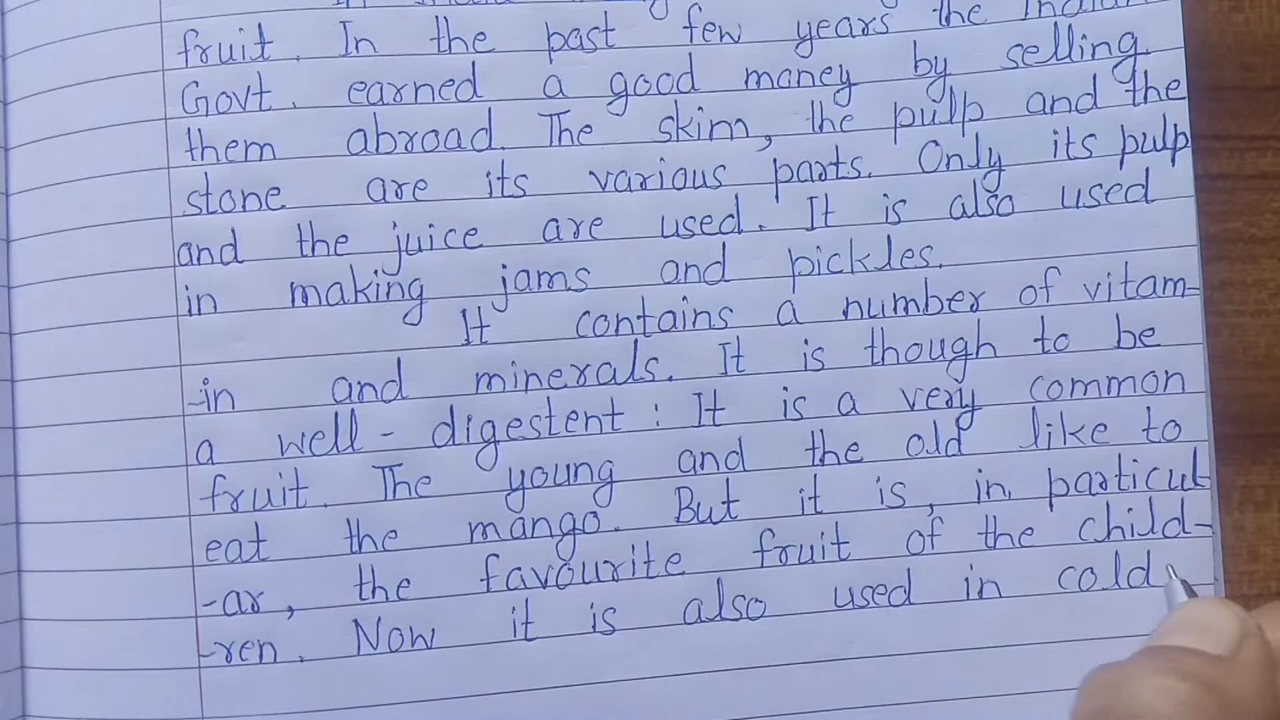 fruit. In the past few years the
Govt. earned a good money by selling
them abroad. The skim, the pulp and the
stone are its various parts. Only its pulp
and the juice are used. It is also used
in making jams and pickles.
It contains a number of vitam-
-in and minerals. It is though to be
a well-digestent: It is a very common
fruit. The young and the old like to
eat the mango. But it is, in particul-
-ar, the favourite fruit of the child-
-ren. Now it is also used in cold